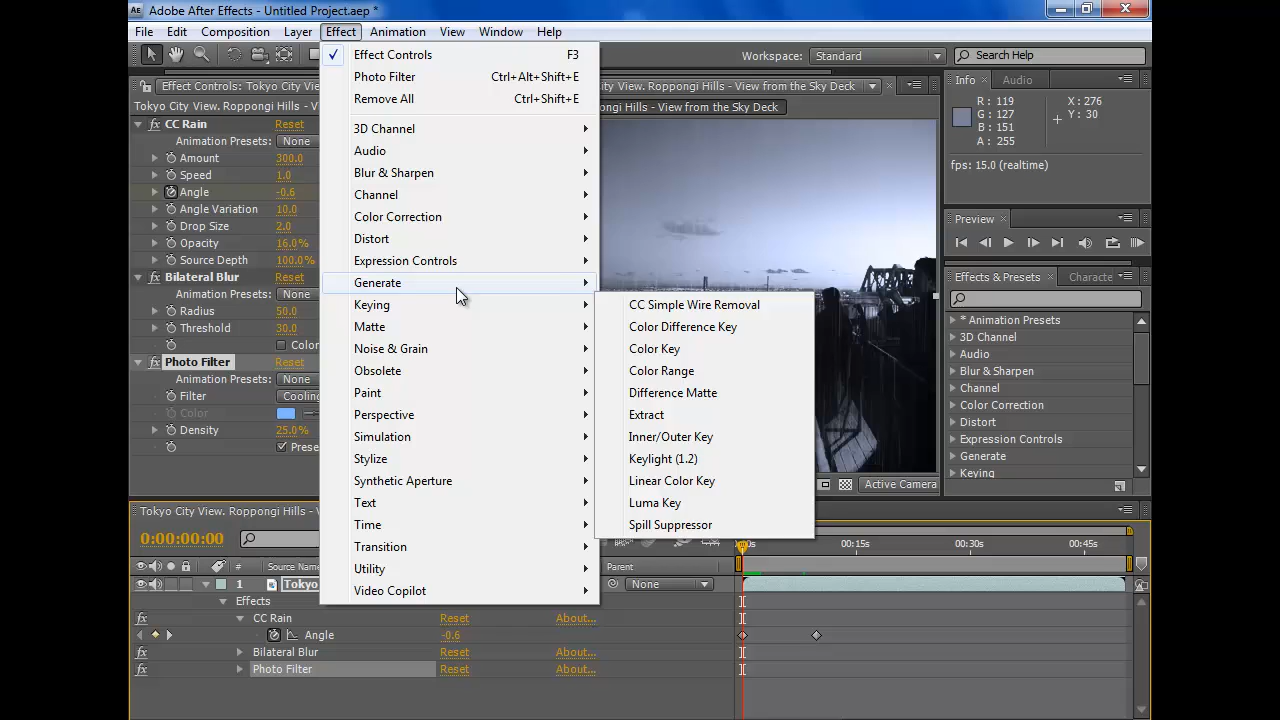 Adobe After Effects - Untitled Project.aep *
File Edit Composition Layer Effect Animation View Window Help
Workspace: Standard Search Help
Effect Controls: Tokyo City Vi
Tokyo City View. Roppongi Hills -
CC Rain Reset
Animation Presets: None
Amount 300.0
Speed 1.0
Angle -0.6
Angle Variation 10.0
Drop Size 2.0
Opacity 16.0%
Source Depth 100.0%
Bilateral Blur Reset
Animation Presets: None
Radius 50.0
Threshold 30.0
Color
Photo Filter Reset
Animation Presets: None
Filter Cooling
Color
Density 25.0%
Prese
Effect Controls F3
Photo Filter Ctrl+Alt+Shift+E
Remove All Ctrl+Shift+E
3D Channel
Audio
Blur & Sharpen
Channel
Color Correction
Distort
Expression Controls
Generate
Keying
Matte
Noise & Grain
Obsolete
Paint
Perspective
Simulation
Stylize
Synthetic Aperture
Text
Time
Transition
Utility
Video Copilot
CC Simple Wire Removal
Color Difference Key
Color Key
Color Range
Difference Matte
Extract
Inner/Outer Key
Keylight (1.2)
Linear Color Key
Luma Key
Spill Suppressor
ty View. Roppongi Hills - View from the Sky Deck
ongi Hills - View from the Sky Deck
Active Camera
Info Audio
R : 119
G : 127
B : 151
A : 255
X : 276
Y : 30
fps: 15.0 (realtime)
Preview
Effects & Presets Characte
* Animation Presets
3D Channel
Audio
Blur & Sharpen
Channel
Color Correction
Distort
Expression Controls
Generate
Keying
Tokyo City View. Roppongi Hills -
0:00:00:00
0s 00:15s 00:30s 00:45s
# Source Name Parent
1 Tokyo None
Effects
CC Rain Reset About...
Angle -0.6
Bilateral Blur Reset About...
Photo Filter Reset About...